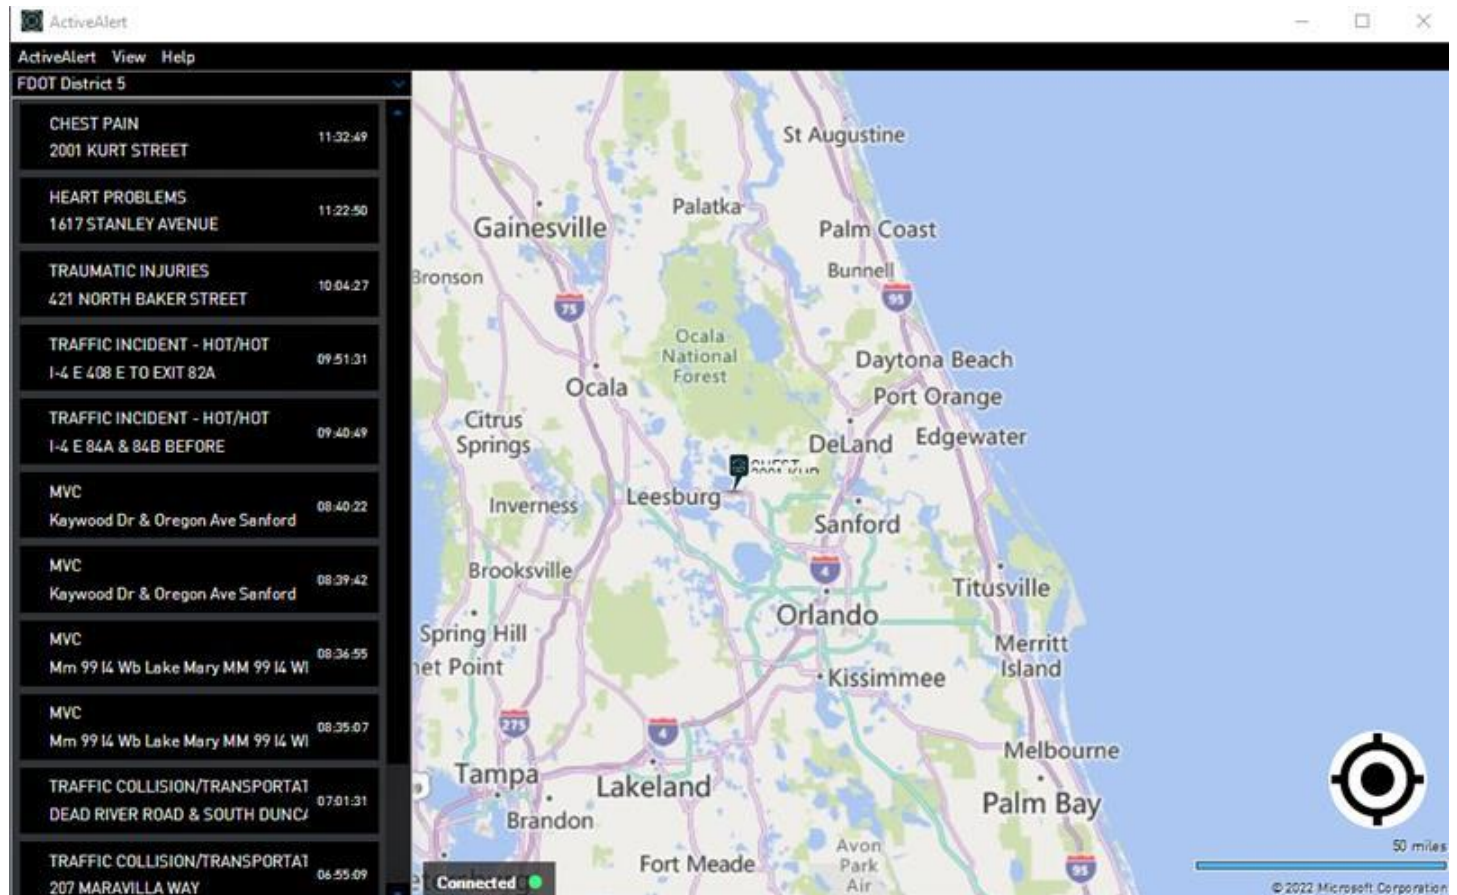 ActiveAlert
ActiveAlert View Help
FDOT District 5
CHEST PAIN
2001 KURT STREET
11:32:49
HEART PROBLEMS
1617 STANLEY AVENUE
11:22:50
TRAUMATIC INJURIES
421 NORTH BAKER STREET
10:04:27
TRAFFIC INCIDENT - HOT/HOT
I-4 E 408 E TO EXIT 82A
09:51:31
TRAFFIC INCIDENT - HOT/HOT
I-4 E 84A & 84B BEFORE
09:40:49
MVC
Kaywood Dr & Oregon Ave Sanford
08:40:22
MVC
Kaywood Dr & Oregon Ave Sanford
08:39:42
MVC
Mm 99 I4 Wb Lake Mary MM 99 I4 WI
08:36:55
MVC
Mm 99 I4 Wb Lake Mary MM 99 I4 WI
08:35:07
TRAFFIC COLLISION/TRANSPORTAT
DEAD RIVER ROAD & SOUTH DUNCA
07:01:31
TRAFFIC COLLISION/TRANSPORTAT
207 MARAVILLA WAY
06:55:09
St Augustine
Palatka
Gainesville
Palm Coast
Bunnell
Bronson
95
75
Ocala
National
Forest
Daytona Beach
Ocala
Port Orange
Citrus
Springs
DeLand
Edgewater
Leesburg
Inverness
Sanford
Brooksville
4
Titusville
Orlando
Spring Hill
Merritt
Island
net Point
Kissimmee
275
4
Melbourne
Tampa
Lakeland
Palm Bay
Brandon
Avon
Park
Air
Fort Meade
95
Connected
50 miles
© 2022 Microsoft Corporation